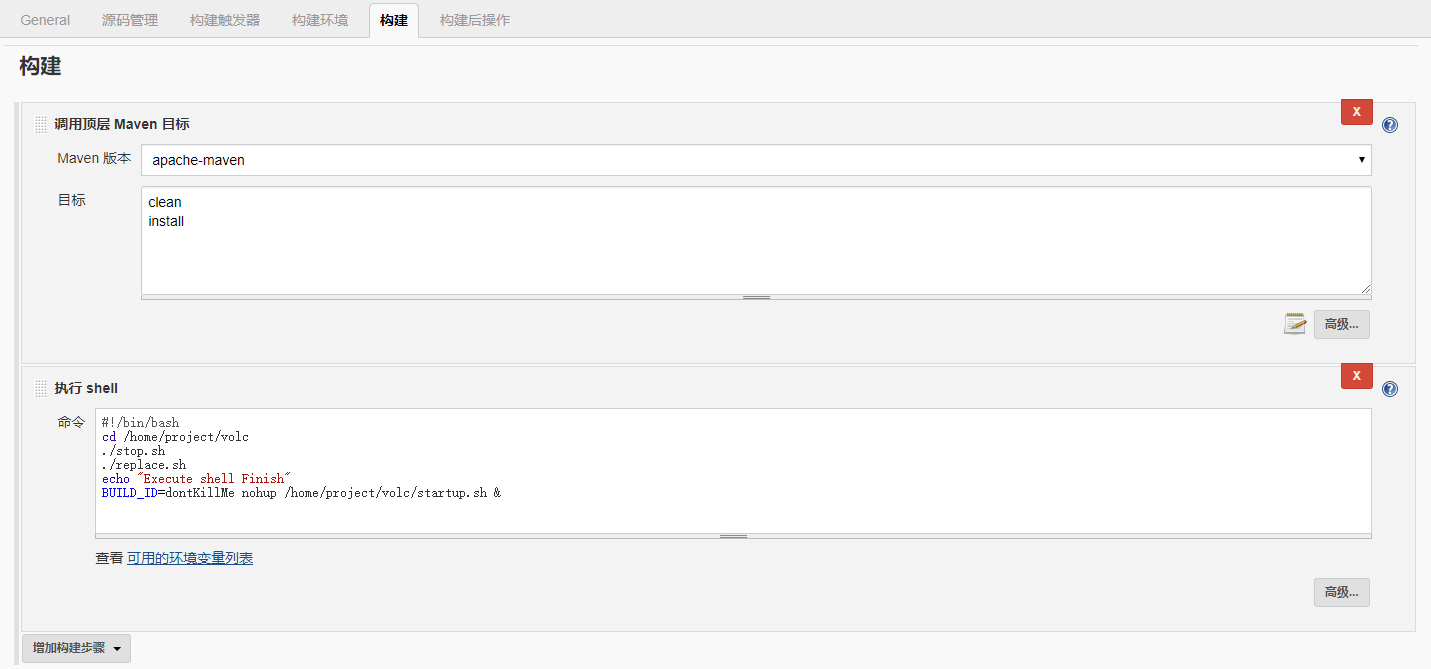 General 源码管理 构建触发器 构建环境 构建 构建后操作
构建
调用顶层 Maven 目标
X
Maven 版本
apache-maven
目标
clean
install
高级...
执行 shell
X
命令
#!/bin/bash
cd /home/project/volc
./stop.sh
./replace.sh
echo "Execute shell Finish"
BUILD_ID=dontKillMe nohup /home/project/volc/startup.sh &
查看 可用的环境变量列表
高级...
增加构建步骤